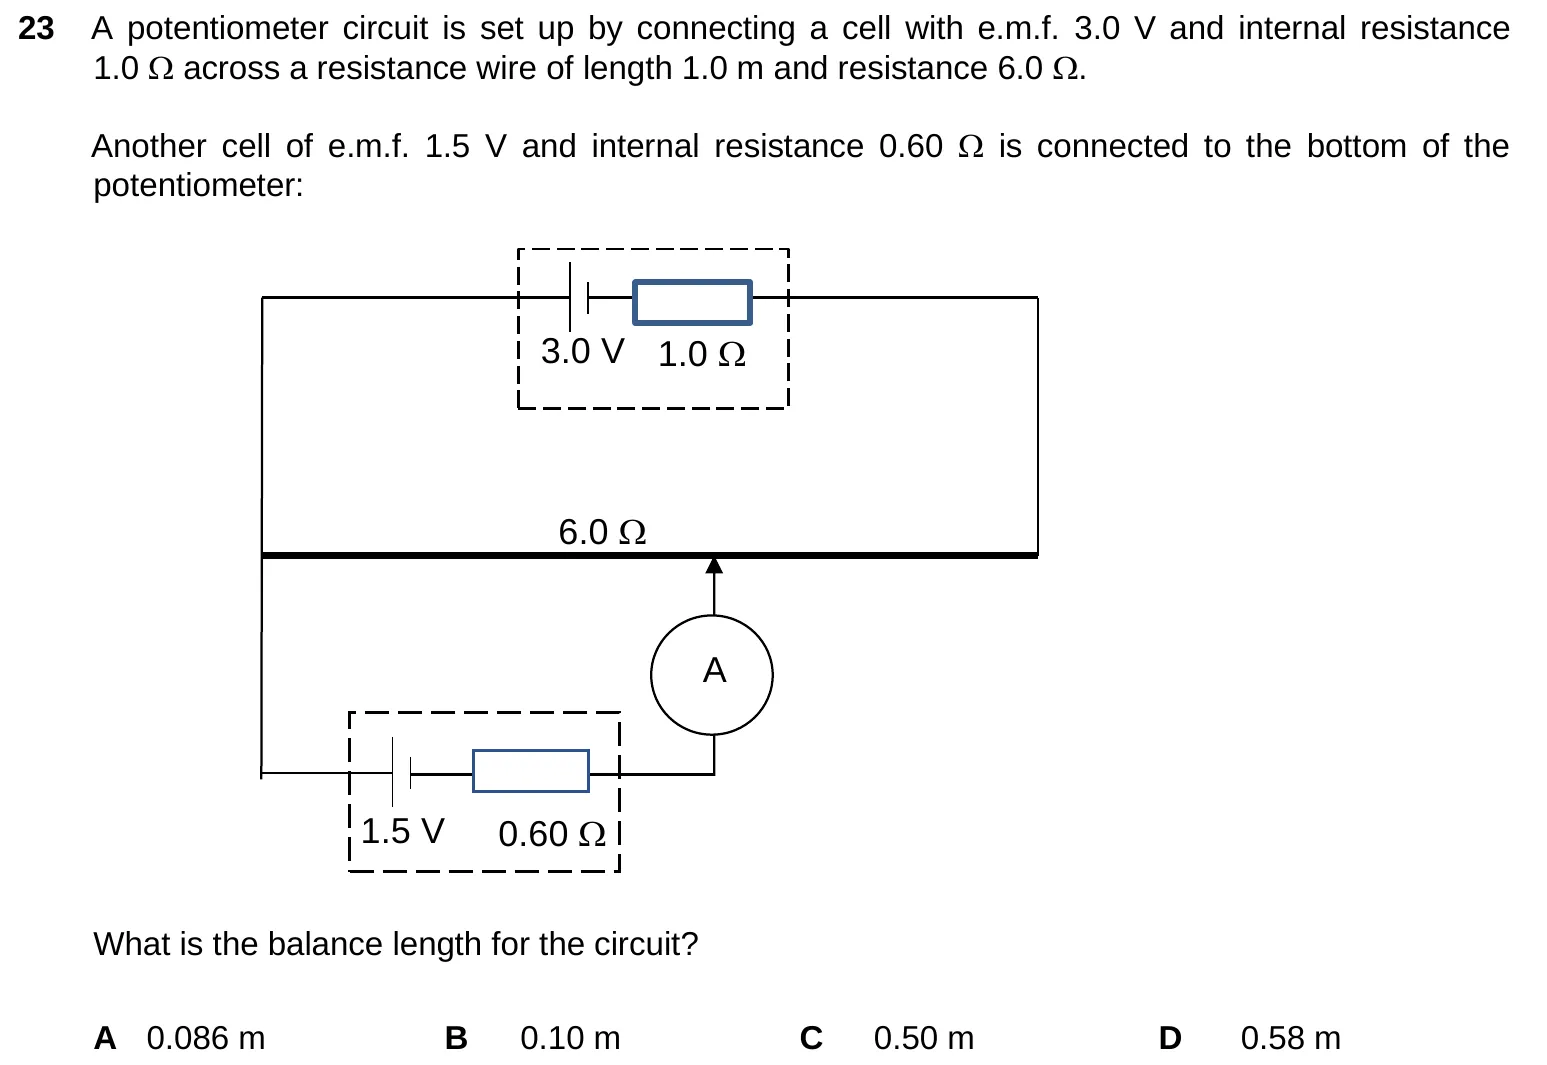 23 A potentiometer circuit is set up by connecting a cell with e.m.f. 3.0 V and internal resistance
1.0 Ω across a resistance wire of length 1.0 m and resistance 6.0 Ω.
Another cell of e.m.f. 1.5 V and internal resistance 0.60 Ω is connected to the bottom of the
potentiometer:
3.0 V 1.0 Ω
6.0 Ω
A
1.5 V 0.60 Ω
What is the balance length for the circuit?
A 0.086 m B 0.10 m C 0.50 m D 0.58 m